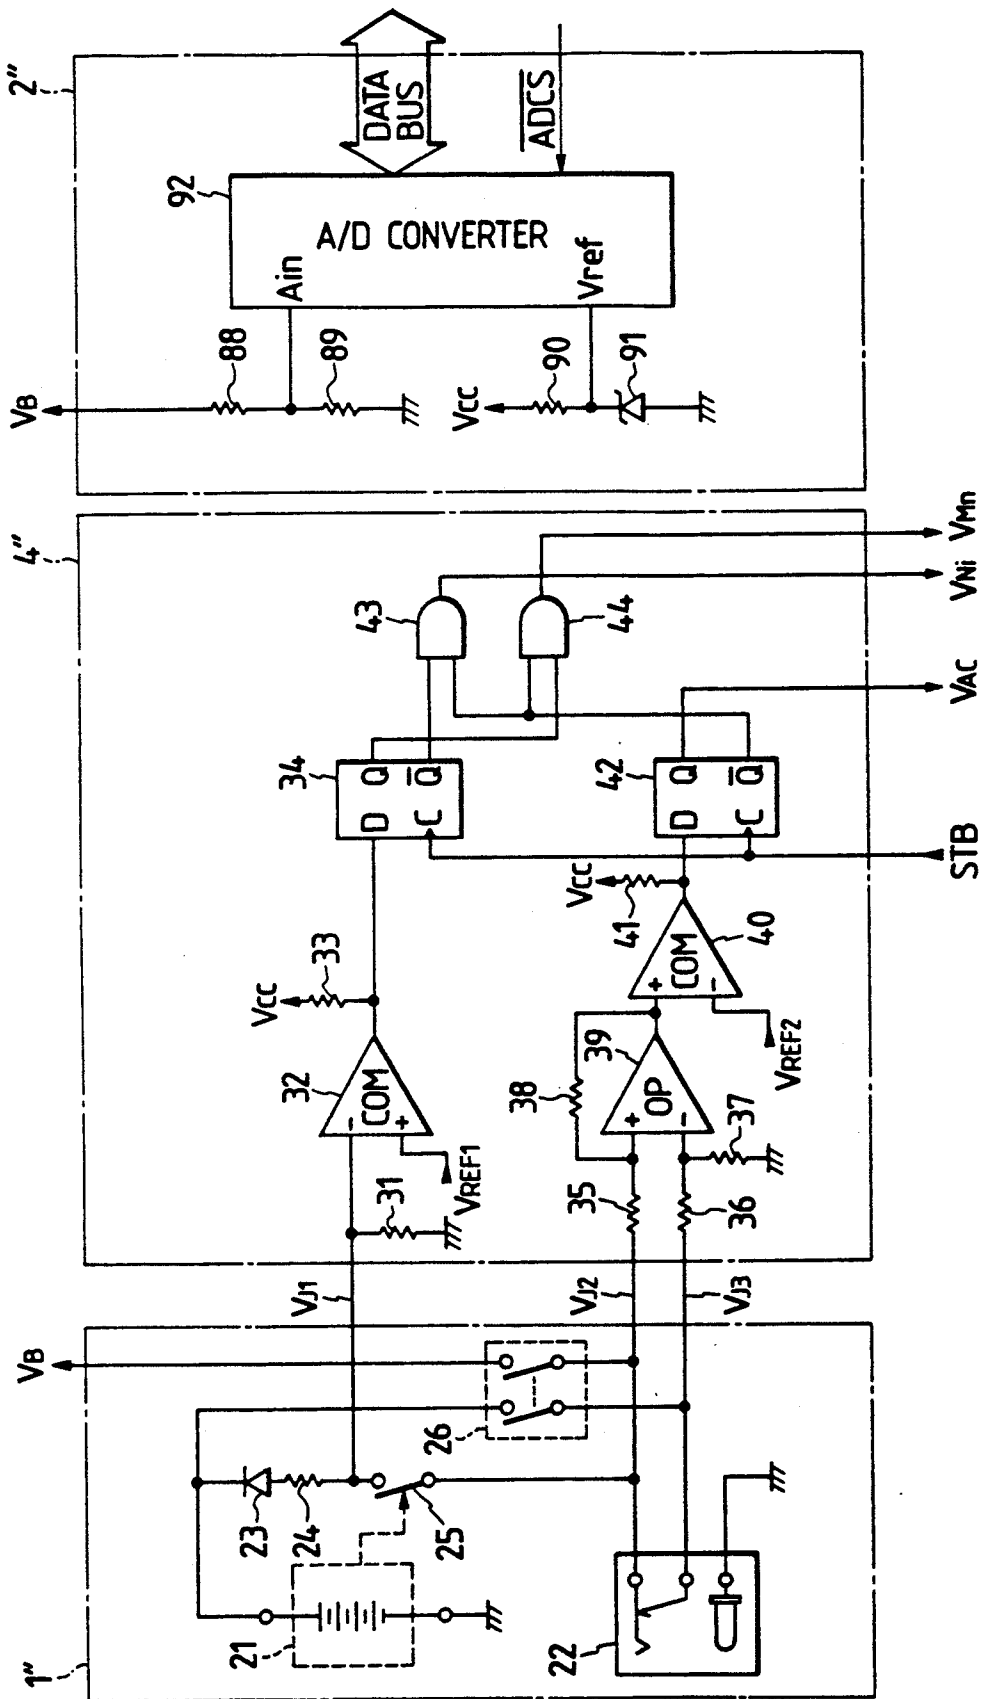 2"
VB
88
89
Ain
92
A/D CONVERTER
Vref
DATA
BUS
ADCS
VCC
90
91
4"
VCC
33
32
COM
-
+
VREF1
31
VJ1
34
D Q
C Q
43
44
VMn
VNi
VAC
STB
42
D Q
C Q
VCC
41
40
COM
+
-
VREF2
39
38
OP
+
-
37
35
36
VJ2
VJ3
1"
VB
26
23
24
25
21
22